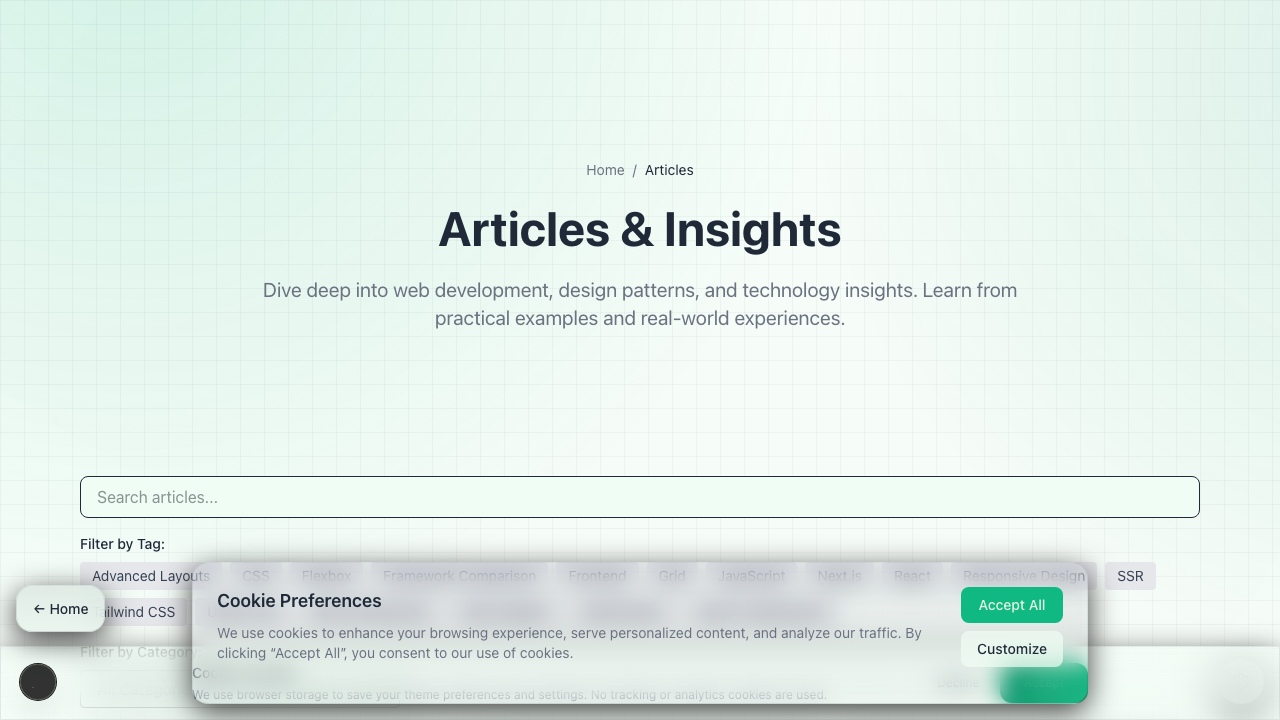 Home / Articles
Articles & Insights
Dive deep into web development, design patterns, and technology insights. Learn from
practical examples and real-world experiences.
Search articles...
Filter by Tag:
Advanced Layouts CSS Flexbox Framework Comparison Frontend Grid JavaScript Next.js React Responsive Design SSR
Tailwind CSS
← Home
Filter by Category
Cookie Preferences
We use cookies to enhance your browsing experience, serve personalized content, and analyze our traffic. By
clicking “Accept All”, you consent to our use of cookies.
Accept All
Customize
We use browser storage to save your theme preferences and settings. No tracking or analytics cookies are used.
Decline